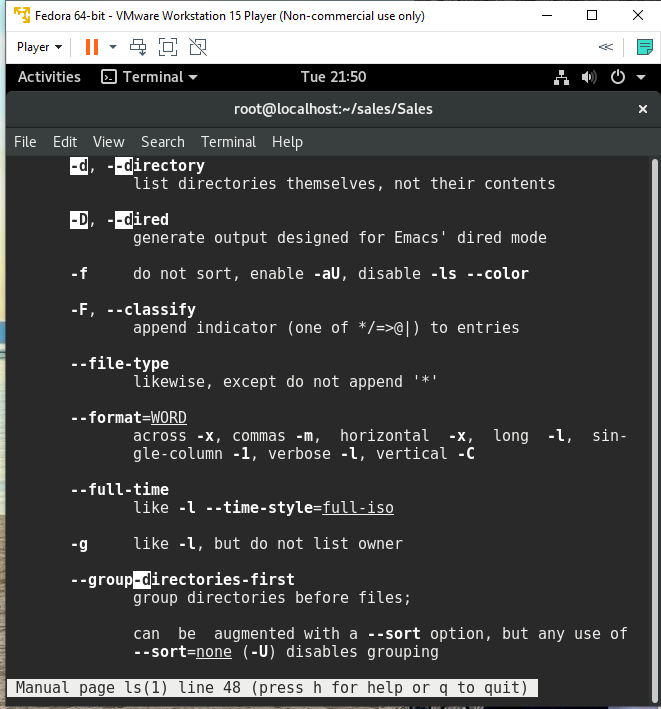 Fedora 64-bit - VMware Workstation 15 Player (Non-commercial use only)
Player
Activities Terminal Tue 21:50
root@localhost:~/sales/Sales
File Edit View Search Terminal Help
-d, --directory
list directories themselves, not their contents
-D, --dired
generate output designed for Emacs' dired mode
-f do not sort, enable -aU, disable -ls --color
-F, --classify
append indicator (one of */=>@|) to entries
--file-type
likewise, except do not append '*'
--format=WORD
across -x, commas -m, horizontal -x, long -l, sin-
gle-column -1, verbose -l, vertical -C
--full-time
like -l --time-style=full-iso
-g like -l, but do not list owner
--group-directories-first
group directories before files;
can be augmented with a --sort option, but any use of
--sort=none (-U) disables grouping
Manual page ls(1) line 48 (press h for help or q to quit)